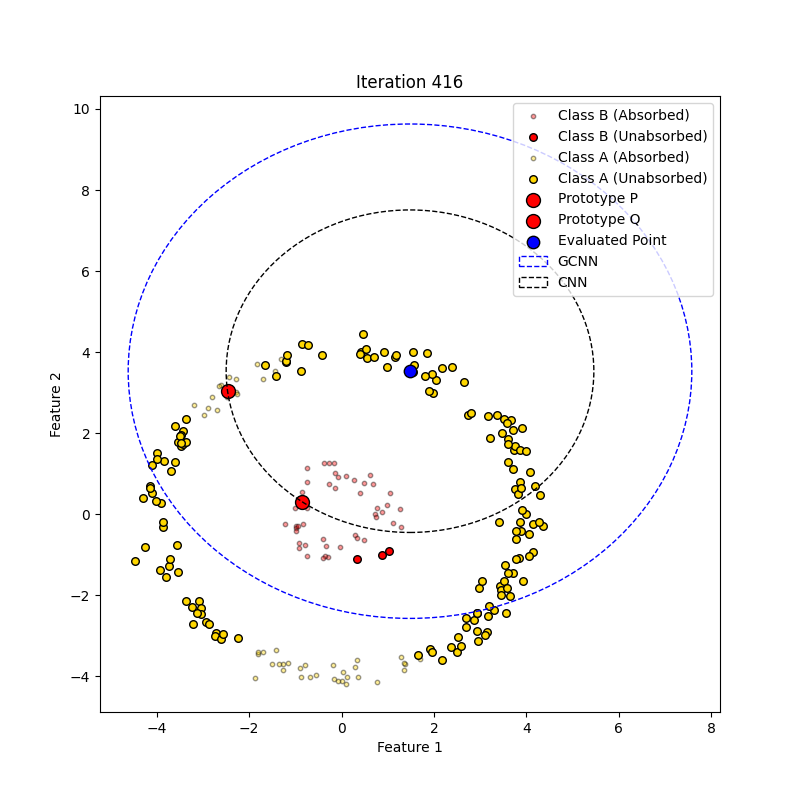 Iteration 416
Class B (Absorbed)
Class B (Unabsorbed)
Class A (Absorbed)
Class A (Unabsorbed)
Prototype P
Prototype Q
Evaluated Point
GCNN
CNN
10
8
6
4
2
0
−2
−4
Feature 2
−4
−2
0
2
4
6
8
Feature 1